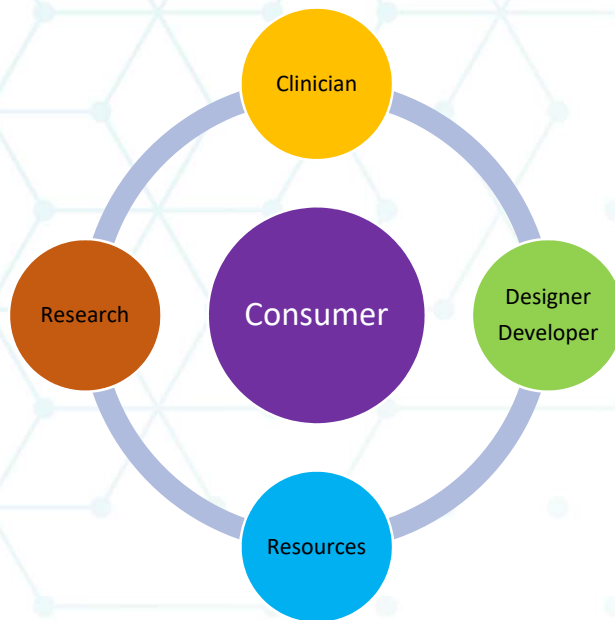 Clinician
Research
Consumer
Designer
Developer
Resources